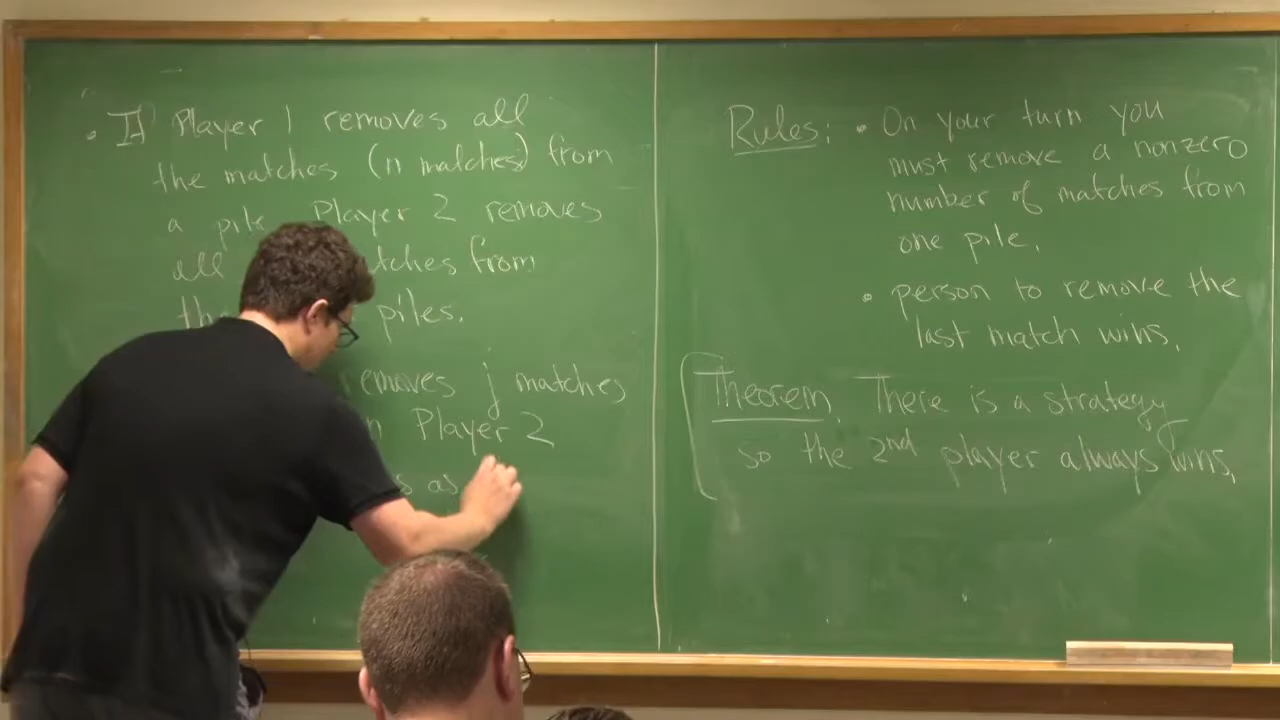 • If Player 1 removes all
the matches (n matches) from
a pile Player 2 removes
all from
piles.
removes j matches
Player 2
as
Rules: • On your turn you
must remove a nonzero
number of matches from
one pile.
• person to remove the
last match wins.
Theorem. There is a strategy
so the 2nd player always wins.